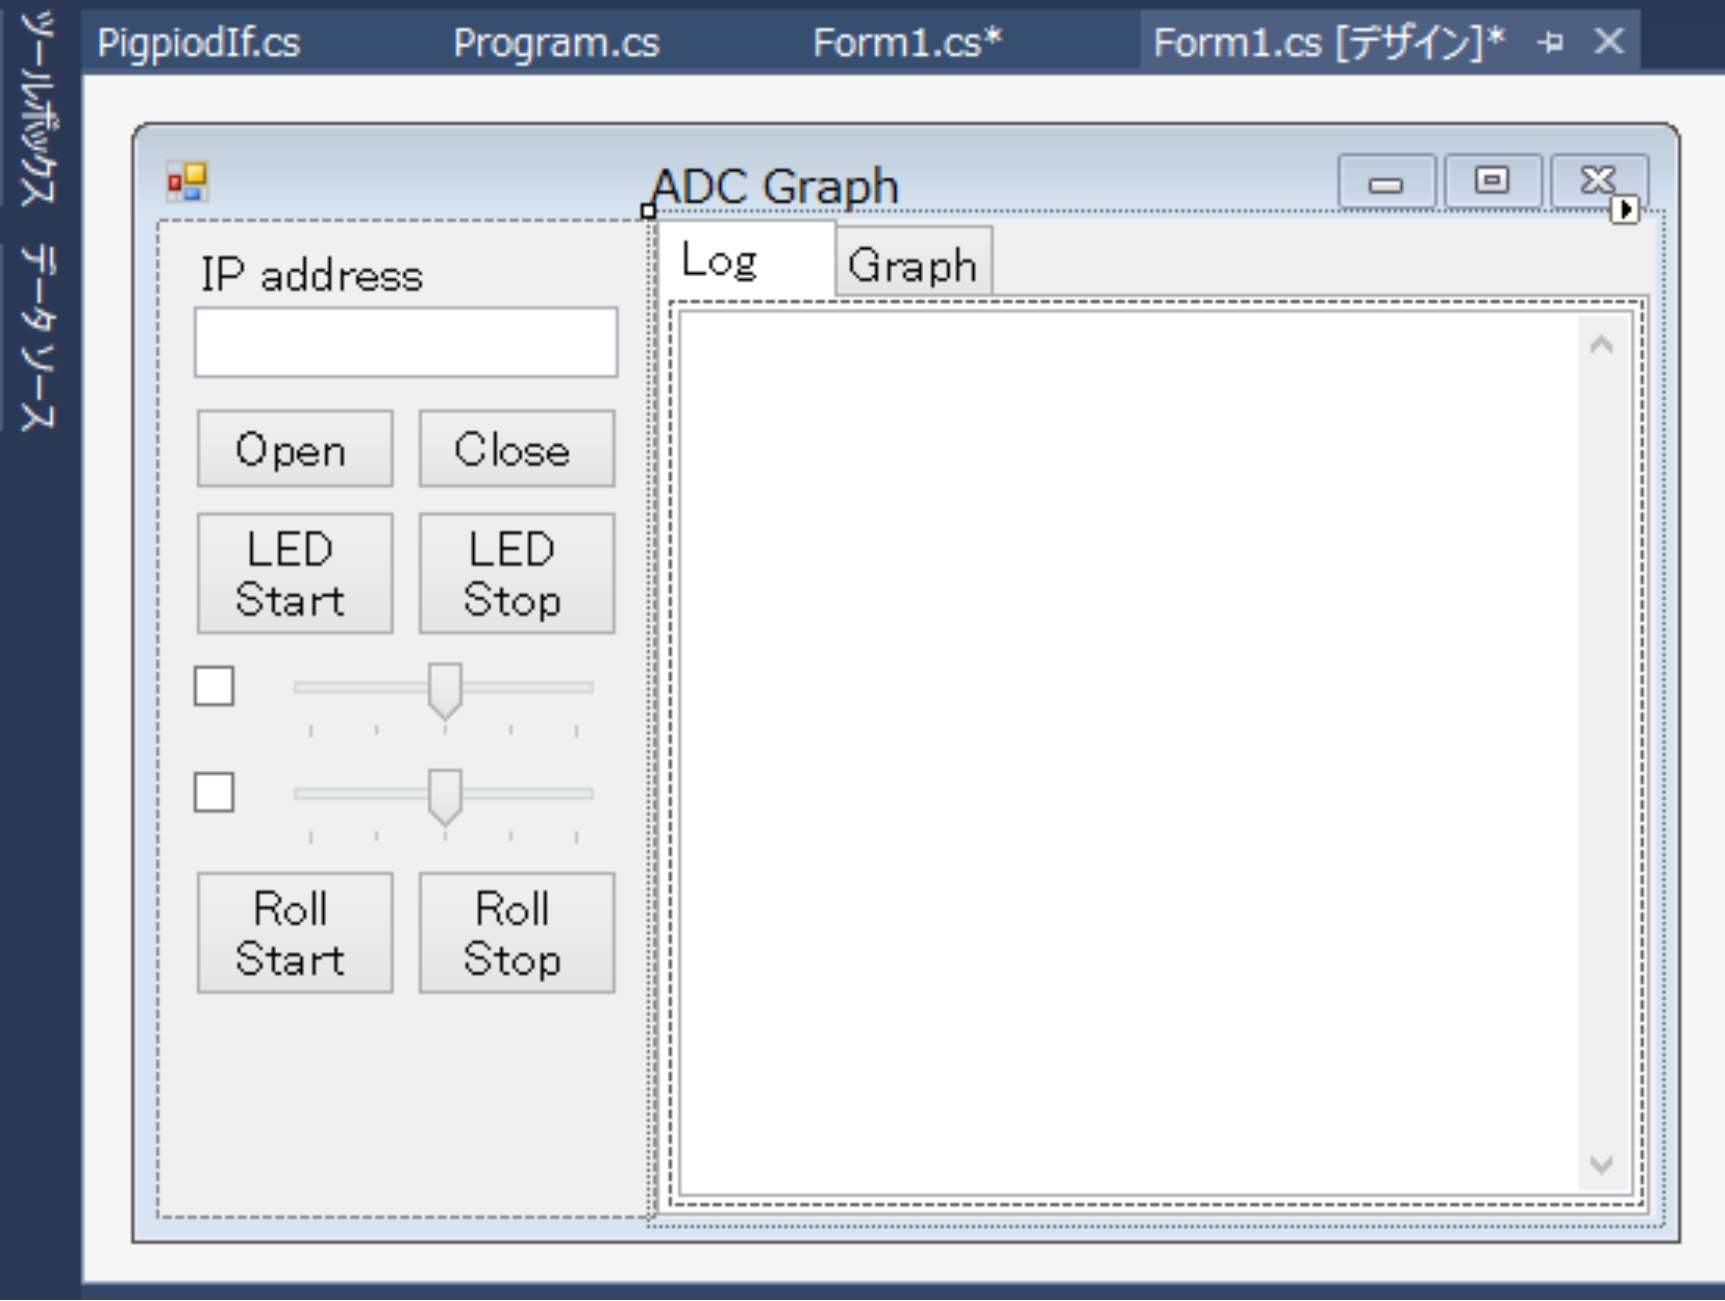 ツールボックス
データ ソース
PigpiodIf.cs
Program.cs
Form1.cs*
Form1.cs [デザイン]*
ADC Graph
IP address
Open
Close
LED
Start
LED
Stop
Roll
Start
Roll
Stop
Log
Graph